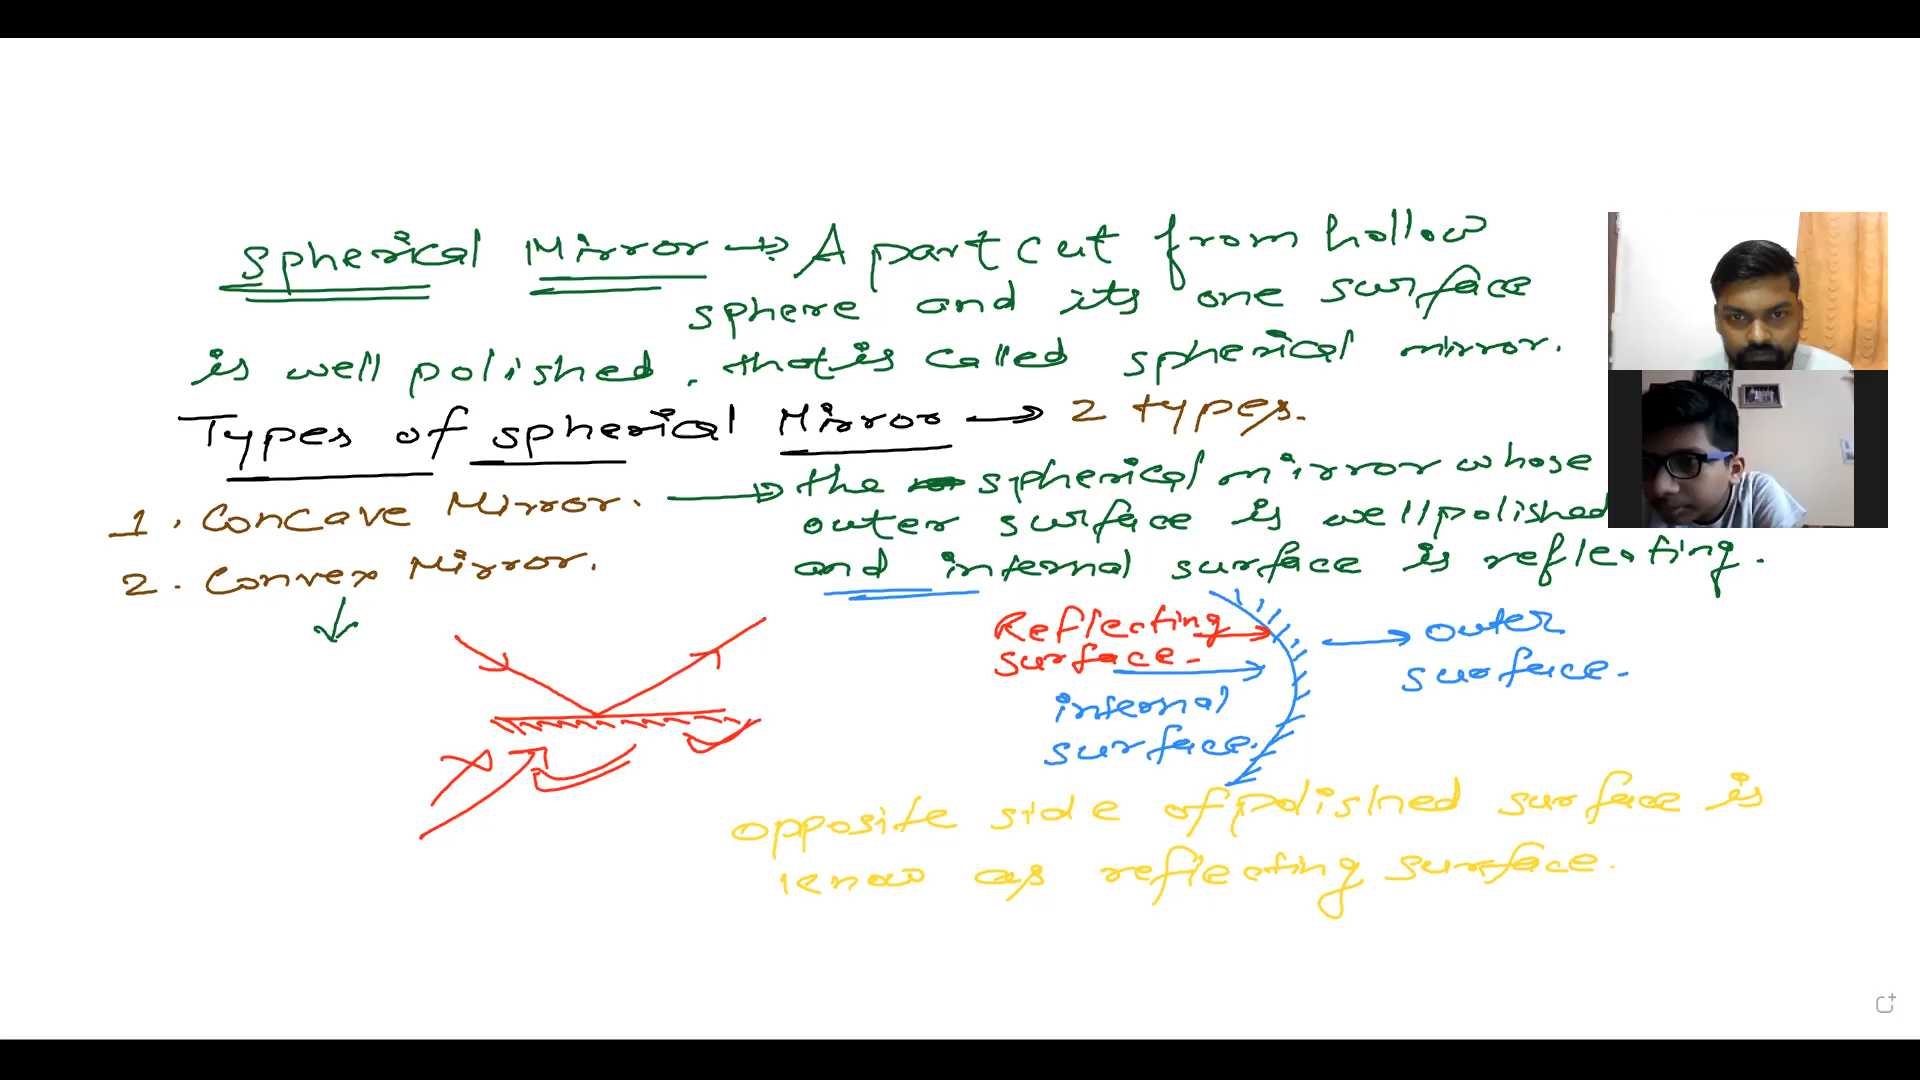 Spherical Mirror → A part cut from hollow
sphere and its one surface
is well polished, that is called spherical mirror.
Types of spherical Mirror → 2 types.
1. Concave Mirror. → the spherical mirror whose
outer surface is well polished
and internal surface is reflecting.
2. Convex Mirror.
Reflecting
surface.
internal
surface.
outer
surface.
opposite side of polished surface is
know as reflecting surface.